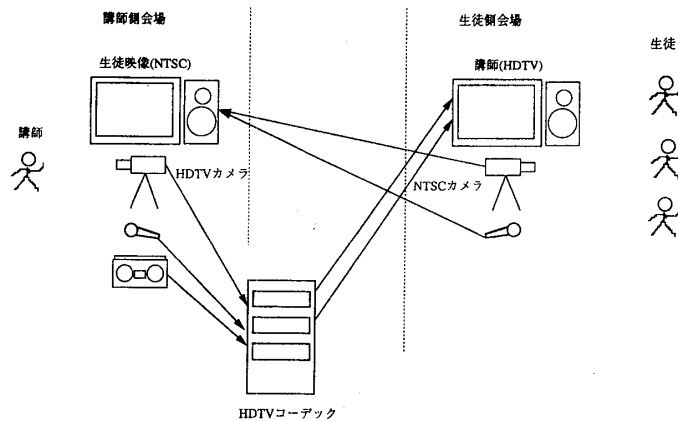 講師側会場
生徒側会場
生徒映像(NTSC)
講師(HDTV)
生徒
講師
HDTVカメラ
NTSCカメラ
HDTVコーデック